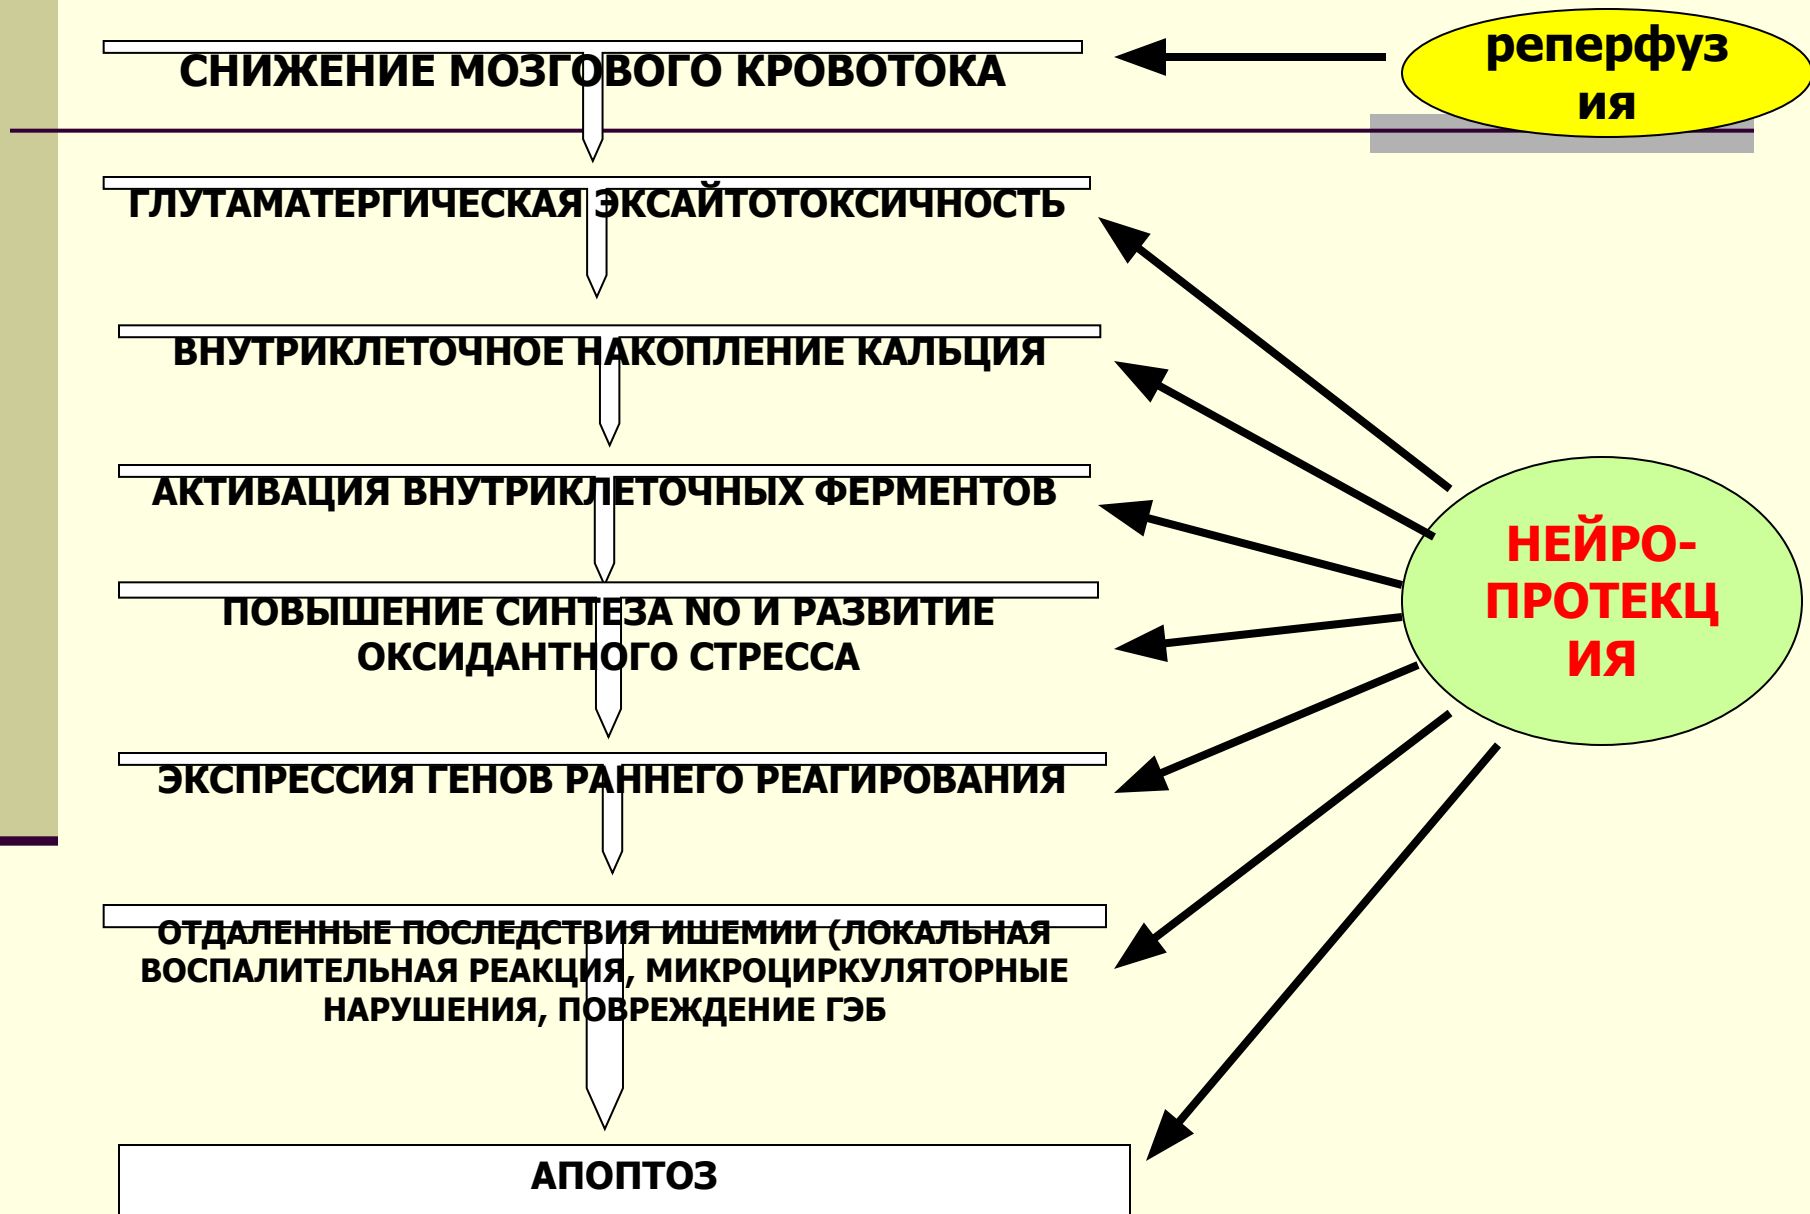 СНИЖЕНИЕ МОЗГОВОГО КРОВОТОКА
реперфуз
ия
ГЛУТАМАТЕРГИЧЕСКАЯ ЭКСАЙТОТОКСИЧНОСТЬ
ВНУТРИКЛЕТОЧНОЕ НАКОПЛЕНИЕ КАЛЬЦИЯ
АКТИВАЦИЯ ВНУТРИКЛЕТОЧНЫХ ФЕРМЕНТОВ
ПОВЫШЕНИЕ СИНТЕЗА NO И РАЗВИТИЕ
ОКСИДАНТНОГО СТРЕССА
ЭКСПРЕССИЯ ГЕНОВ РАННЕГО РЕАГИРОВАНИЯ
ОТДАЛЕННЫЕ ПОСЛЕДСТВИЯ ИШЕМИИ (ЛОКАЛЬНАЯ
ВОСПАЛИТЕЛЬНАЯ РЕАКЦИЯ, МИКРОЦИРКУЛЯТОРНЫЕ
НАРУШЕНИЯ, ПОВРЕЖДЕНИЕ ГЭБ
АПОПТОЗ
НЕЙРО-
ПРОТЕКЦ
ИЯ